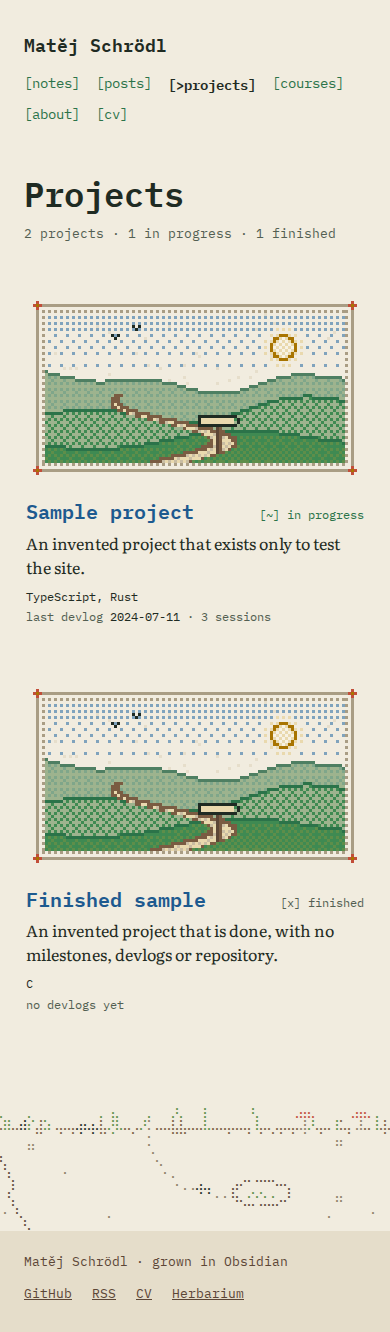 Matěj Schrödl
[notes] [posts] [>projects] [courses]
[about] [cv]
Projects
2 projects · 1 in progress · 1 finished
Sample project [~] in progress
An invented project that exists only to test
the site.
TypeScript, Rust
last devlog 2024-07-11 · 3 sessions
Finished sample [x] finished
An invented project that is done, with no
milestones, devlogs or repository.
C
no devlogs yet
Matěj Schrödl · grown in Obsidian
GitHub RSS CV Herbarium